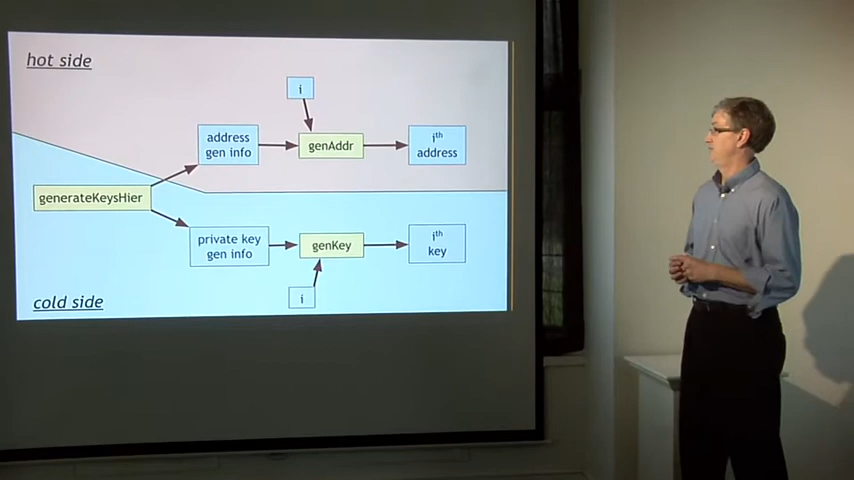 hot side
i
address
gen info
genAddr
ith
address
generateKeysHier
private key
gen info
genKey
ith
key
i
cold side